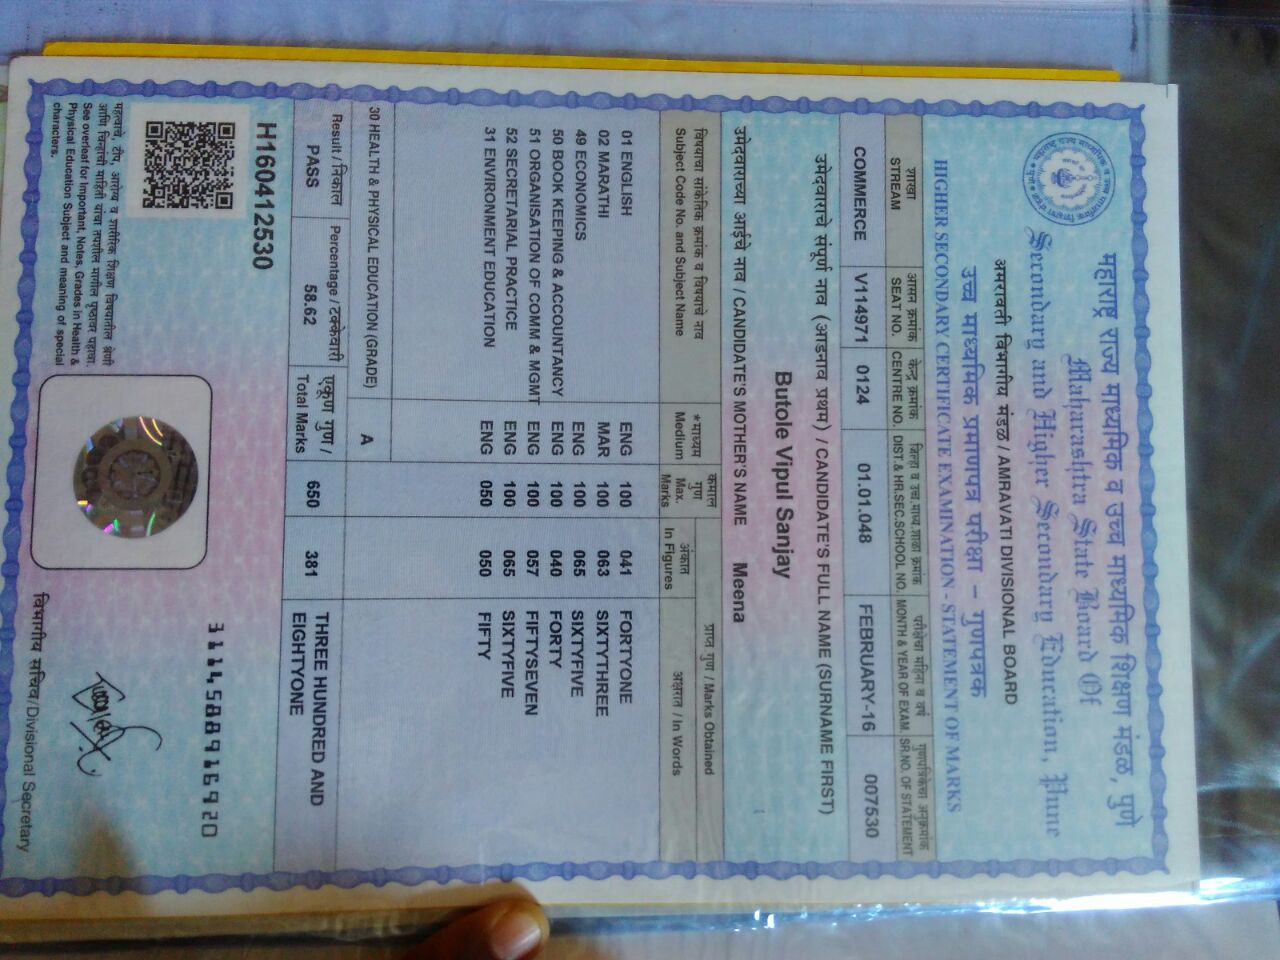 महाराष्ट्र राज्य माध्यमिक व उच्च माध्यमिक शिक्षण मंडळ, पुणे
Maharashtra State Board Of
Secondary and Higher Secondary Education, Pune
अमरावती विभागीय मंडळ / AMRAVATI DIVISIONAL BOARD
उच्च माध्यमिक प्रमाणपत्र परीक्षा – गुणपत्रक
HIGHER SECONDARY CERTIFICATE EXAMINATION - STATEMENT OF MARKS
शाखा आसन क्रमांक केन्द्र क्रमांक जिल्हा व उच्च.माध्य.शाळा क्रमांक परीक्षेचा महिना व वर्ष गुणपत्रिकेचा अनुक्रमांक
STREAM SEAT NO. CENTRE NO. DIST.& HR.SEC.SCHOOL NO. MONTH & YEAR OF EXAM. SR.NO. OF STATEMENT
COMMERCE V114971 0124 01.01.048 FEBRUARY-16 007530
उमेदवाराचे संपूर्ण नाव (आडनाव प्रथम) / CANDIDATE'S FULL NAME (SURNAME FIRST)
Butole Vipul Sanjay
उमेदवाराच्या आईचे नाव / CANDIDATE'S MOTHER'S NAME Meena
विषयाचा सांकेतिक क्रमांक व विषयाचे नाव
Subject Code No. and Subject Name
*माध्यम
Medium
कमाल
गुण
Max.
Marks
प्राप्त गुण / Marks Obtained
अंकात
In Figures
अक्षरात / In Words
01 ENGLISH ENG 100 041 FORTYONE
02 MARATHI MAR 100 063 SIXTYTHREE
49 ECONOMICS ENG 100 065 SIXTYFIVE
50 BOOK KEEPING & ACCOUNTANCY ENG 100 040 FORTY
51 ORGANISATION OF COMM & MGMT ENG 100 057 FIFTYSEVEN
52 SECRETARIAL PRACTICE ENG 100 065 SIXTYFIVE
31 ENVIRONMENT EDUCATION ENG 050 050 FIFTY
30 HEALTH & PHYSICAL EDUCATION (GRADE) A
Result / निकाल
PASS
Percentage / टक्केवारी
58.62
एकूण गुण /
Total Marks
650 381
THREE HUNDRED AND
EIGHTYONE
H160412530
3114588916920
महत्वाचे, टीप, आरोग्य व शारीरिक शिक्षण विषयातील श्रेणी
आणि चिन्हांची माहिती यांचा तपशील मागील पृष्ठावर पहावा.
See overleaf for Important, Notes, Grades in Health &
Physical Education Subject and meaning of special
characters.
विभागीय सचिव/Divisional Secretary